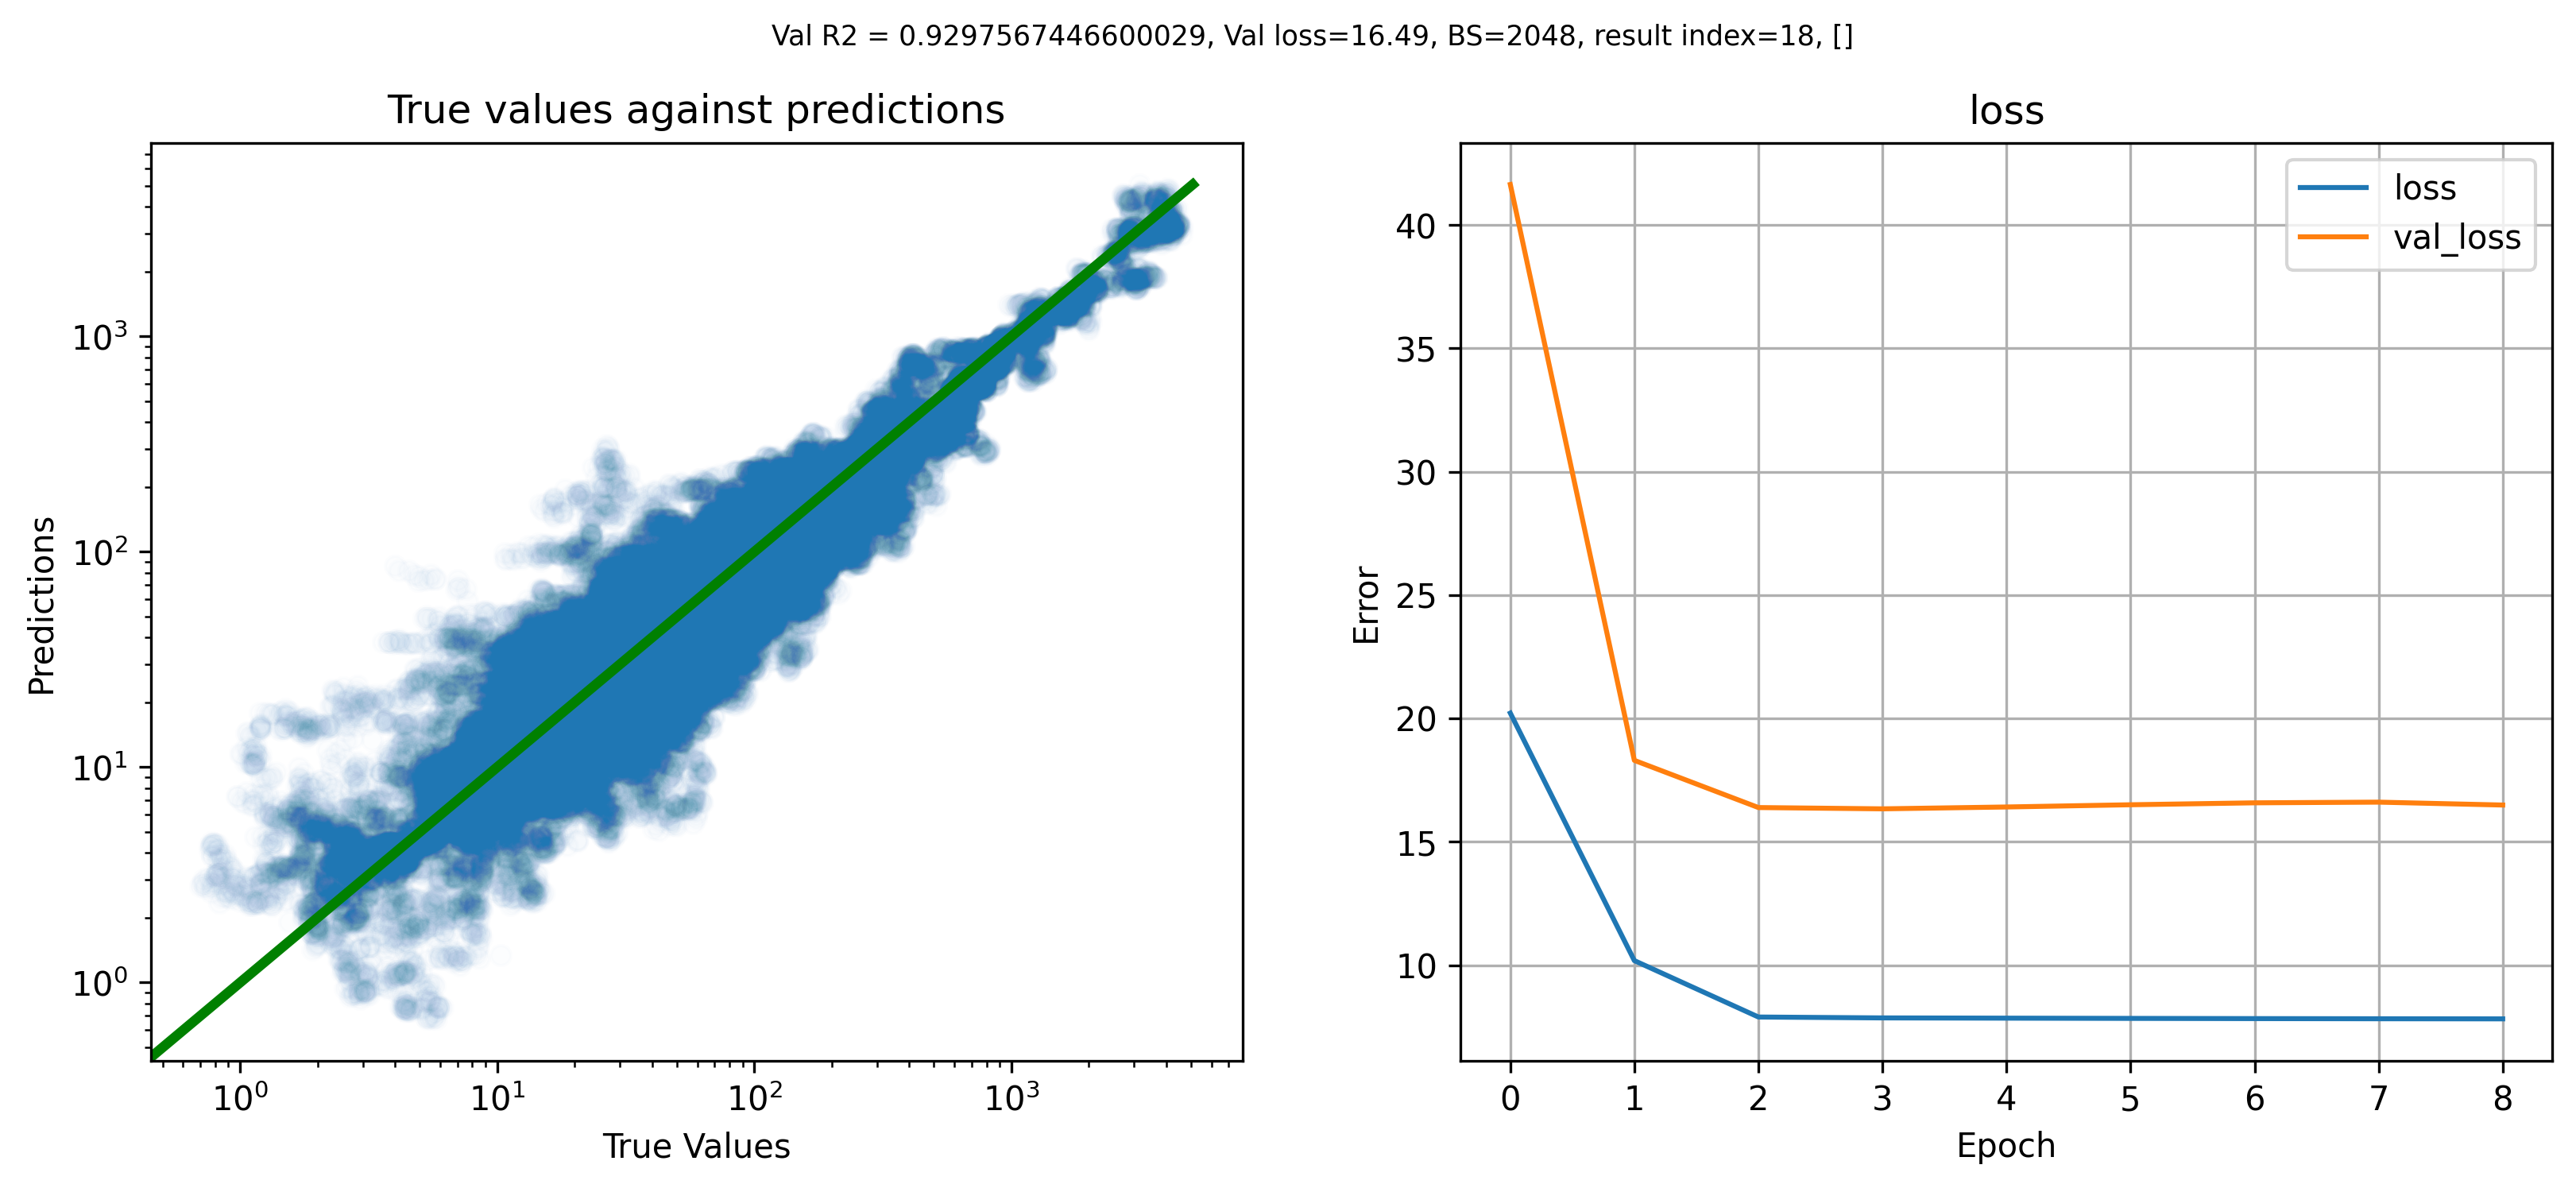 Val R2 = 0.9297567446600029, Val loss=16.49, BS=2048, result index=18, []
True values against predictions
Predictions
10³
10²
10¹
10⁰
10⁰ 10¹ 10² 10³
True Values
loss
loss
val_loss
Error
40
35
30
25
20
15
10
0 1 2 3 4 5 6 7 8
Epoch